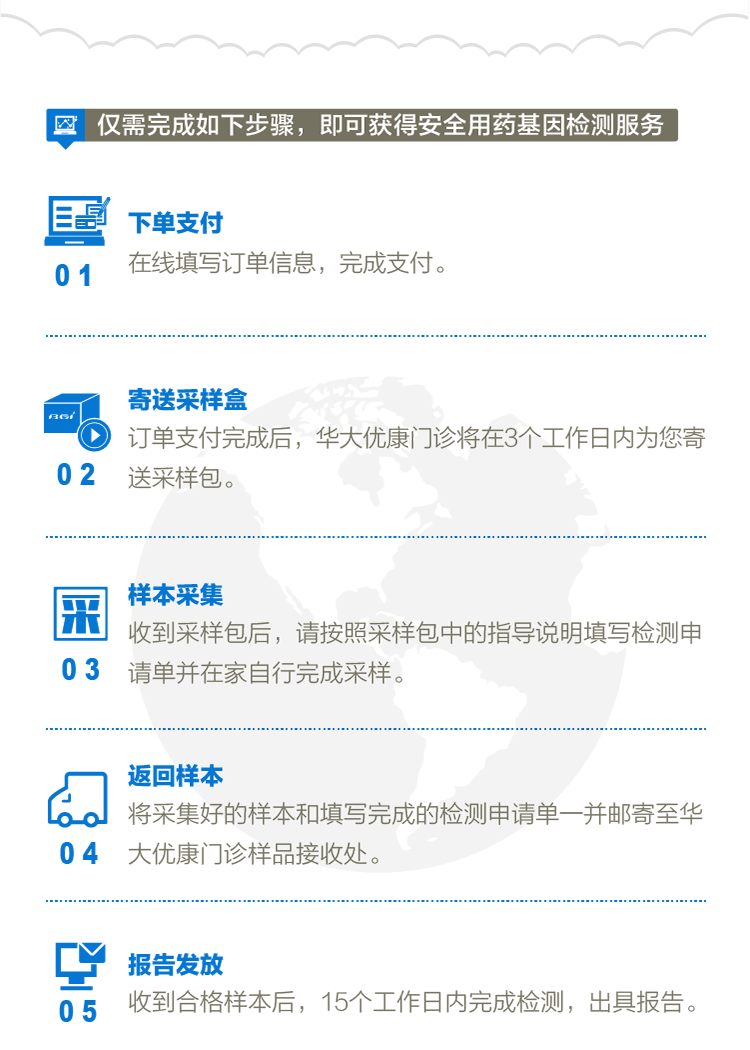 仅需完成如下步骤，即可获得安全用药基因检测服务
下单支付
在线填写订单信息，完成支付。
01
寄送采样盒
BGI
订单支付完成后，华大优康门诊将在3个工作日内为您寄
送采样包。
02
样本采集
采
收到采样包后，请按照采样包中的指导说明填写检测申
请单并在家自行完成采样。
03
返回样本
将采集好的样本和填写完成的检测申请单一并邮寄至华
大优康门诊样品接收处。
04
报告发放
收到合格样本后，15个工作日内完成检测，出具报告。
05